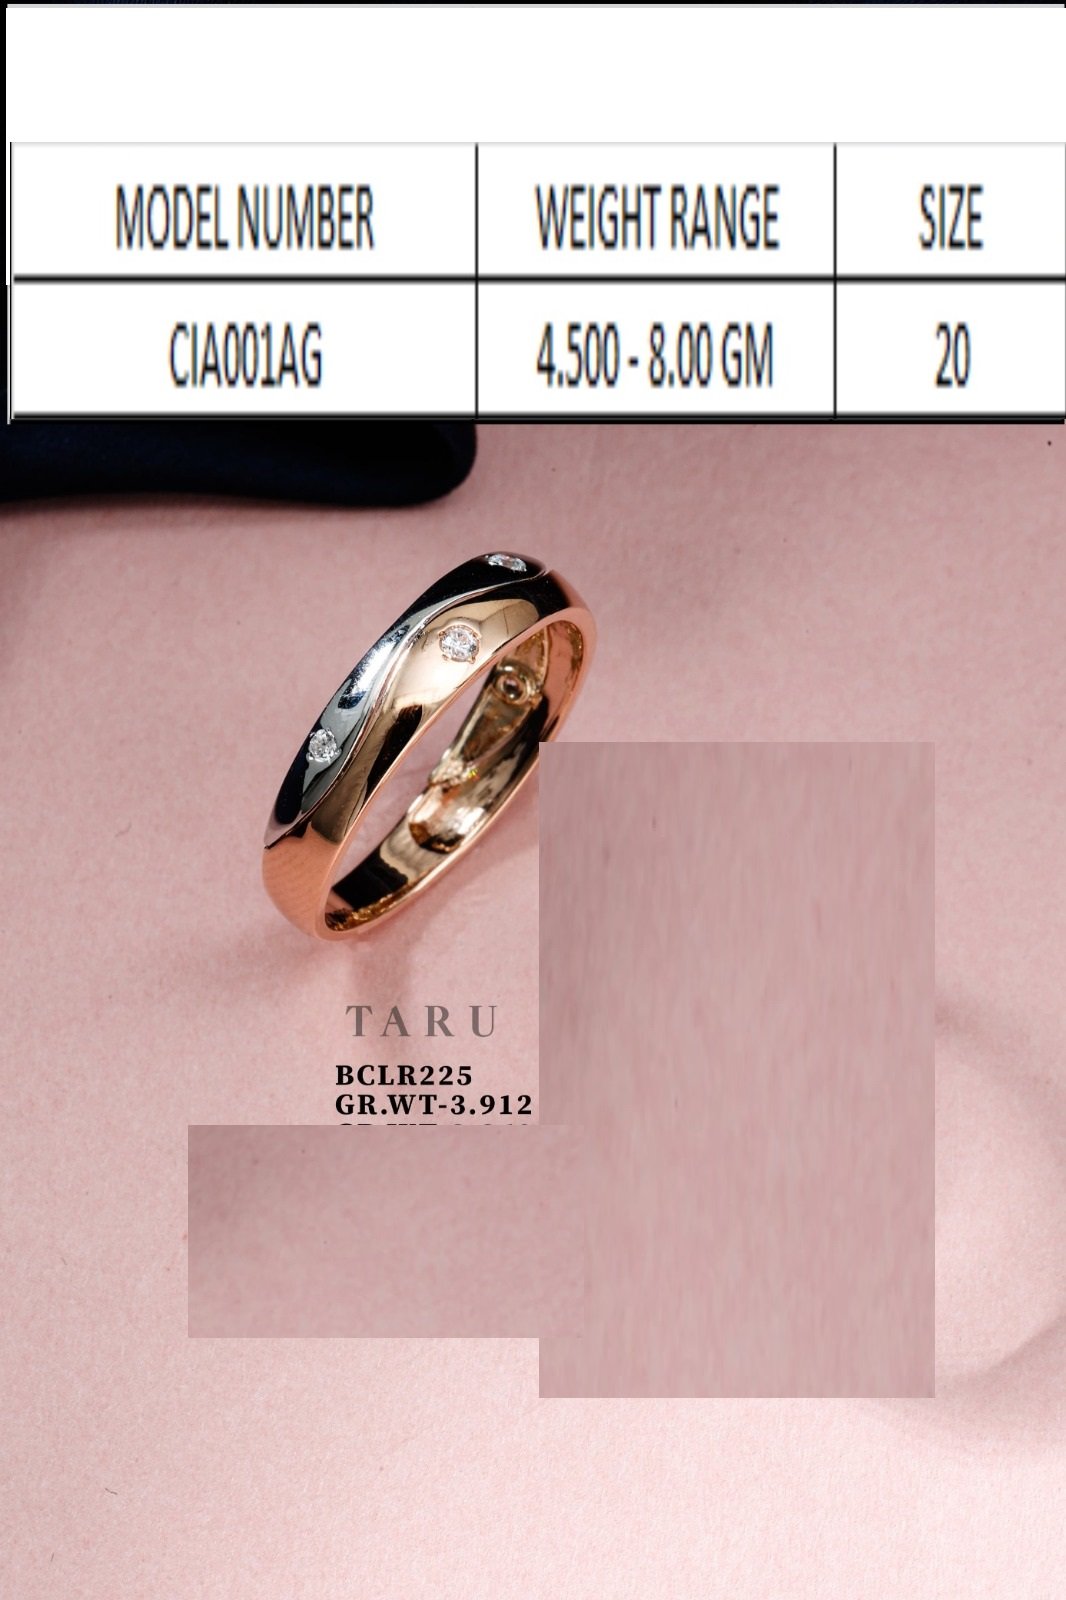 MODEL NUMBER WEIGHT RANGE SIZE
CIA001AG 4.500 - 8.00 GM 20
TARU
BCLR225
GR.WT-3.912